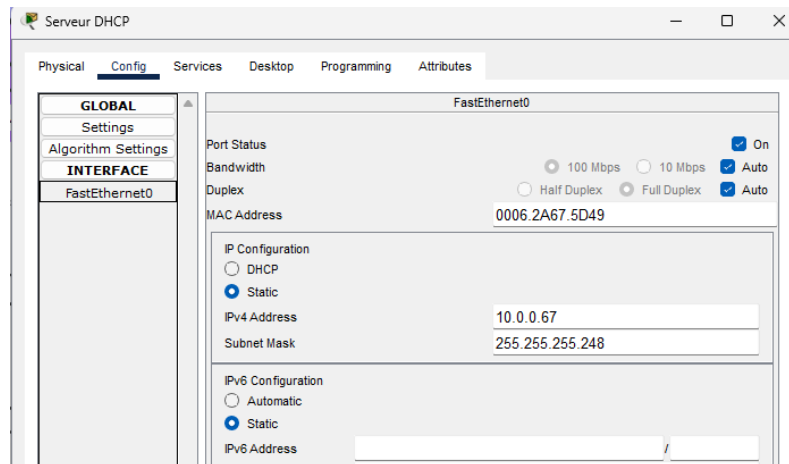 Serveur DHCP
Physical Config Services Desktop Programming Attributes
GLOBAL
Settings
Algorithm Settings
INTERFACE
FastEthernet0
FastEthernet0
Port Status On
Bandwidth 100 Mbps 10 Mbps Auto
Duplex Half Duplex Full Duplex Auto
MAC Address 0006.2A67.5D49
IP Configuration
DHCP
Static
IPv4 Address 10.0.0.67
Subnet Mask 255.255.255.248
IPv6 Configuration
Automatic
Static
IPv6 Address /